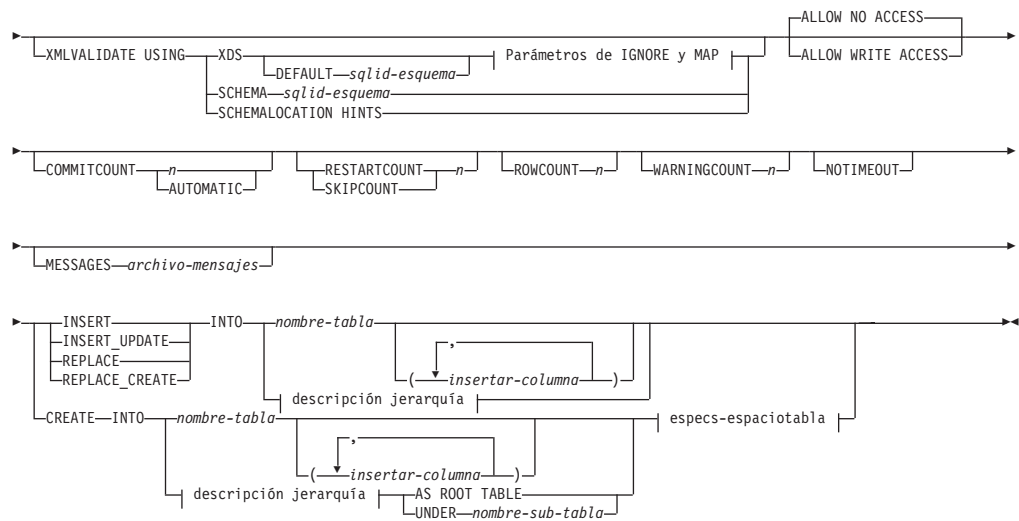 ALLOW NO ACCESS
XMLVALIDATE USING XDS Parámetros de IGNORE y MAP ALLOW WRITE ACCESS
DEFAULT sqlid-esquema
SCHEMA sqlid-esquema
SCHEMALOCATION HINTS
COMMITCOUNT n RESTARTCOUNT n ROWCOUNT n WARNINGCOUNT n NOTIMEOUT
AUTOMATIC SKIPCOUNT
MESSAGES archivo-mensajes
INSERT INTO nombre-tabla
INSERT_UPDATE ,
REPLACE
REPLACE_CREATE ( insertar-columna )
descripción jerarquía
CREATE INTO nombre-tabla especs-espaciotabla
,
( insertar-columna )
descripción jerarquía AS ROOT TABLE
UNDER nombre-sub-tabla